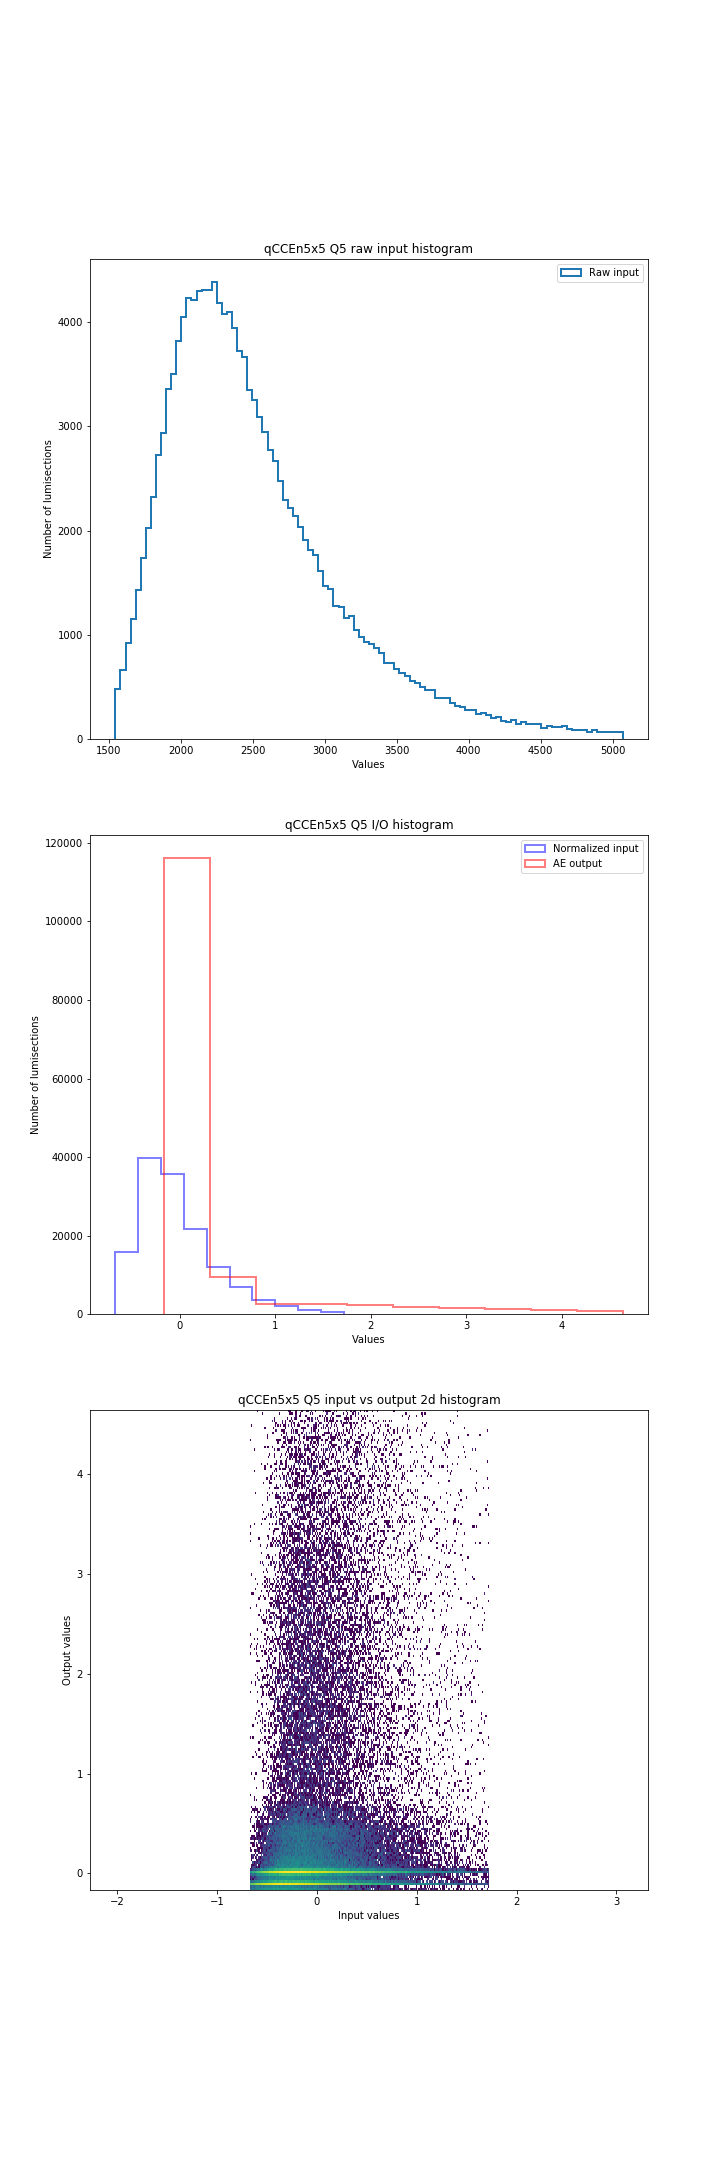 qCCEn5x5 Q5 raw input histogram
Raw input
Number of lumisections
4000
3000
2000
1000
0
1500 2000 2500 3000 3500 4000 4500 5000
Values
qCCEn5x5 Q5 I/O histogram
Normalized input
AE output
Number of lumisections
120000
100000
80000
60000
40000
20000
0
0 1 2 3 4
Values
qCCEn5x5 Q5 input vs output 2d histogram
Output values
4
3
2
1
0
−2 −1 0 1 2 3
Input values